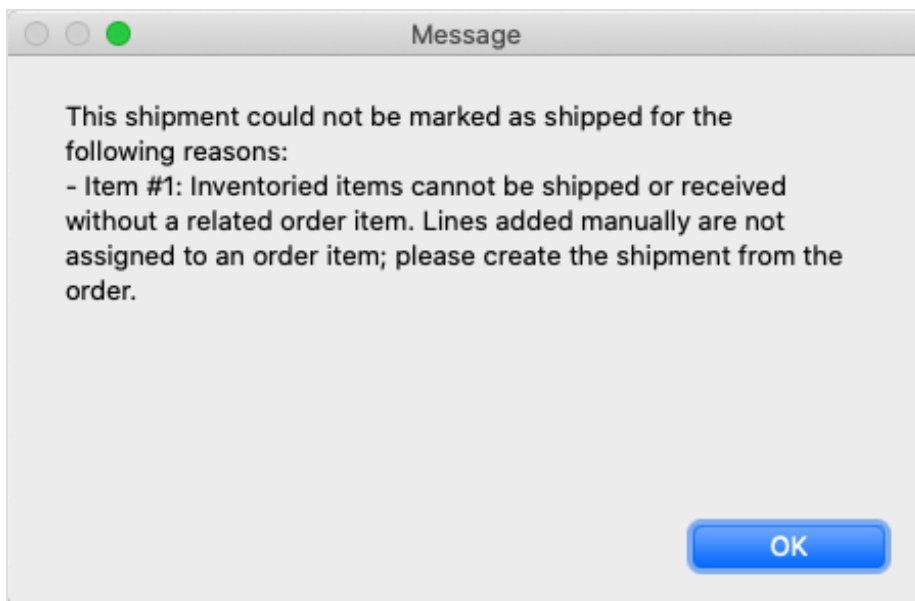 Message
This shipment could not be marked as shipped for the
following reasons:
- Item #1: Inventoried items cannot be shipped or received
without a related order item. Lines added manually are not
assigned to an order item; please create the shipment from the
order.
OK